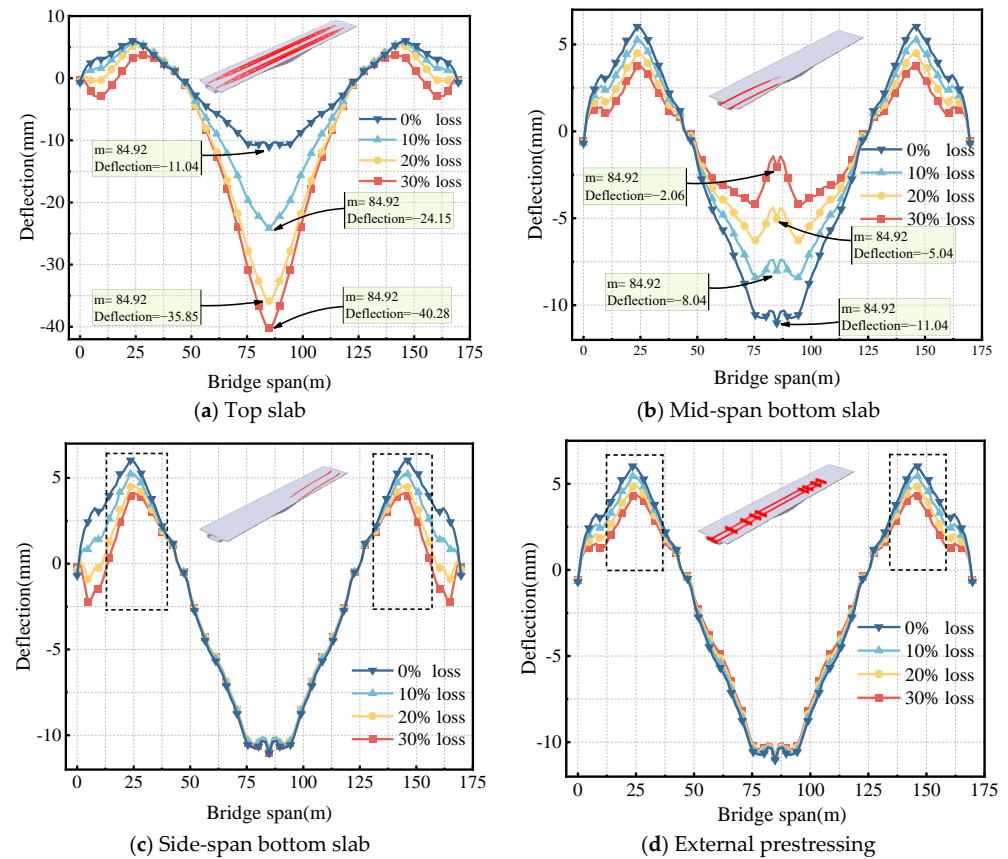 10
0
-10
-20
-30
-40
Deflection(mm)
0% loss
10% loss
20% loss
30% loss
m= 84.92
Deflection=−11.04
m= 84.92
Deflection=−24.15
m= 84.92
Deflection=−35.85
m= 84.92
Deflection=−40.28
0 25 50 75 100 125 150 175
Bridge span(m)
(a) Top slab
5
0
-5
-10
Deflection(mm)
0% loss
10% loss
20% loss
30% loss
m= 84.92
Deflection=−2.06
m= 84.92
Deflection=−5.04
m= 84.92
Deflection=−8.04
m= 84.92
Deflection=−11.04
0 25 50 75 100 125 150 175
Bridge span(m)
(b) Mid-span bottom slab
5
0
-5
-10
Deflection(mm)
0% loss
10% loss
20% loss
30% loss
0 25 50 75 100 125 150 175
Bridge span(m)
(c) Side-span bottom slab
5
0
-5
-10
Deflection(mm)
0% loss
10% loss
20% loss
30% loss
0 25 50 75 100 125 150 175
Bridge span(m)
(d) External prestressing